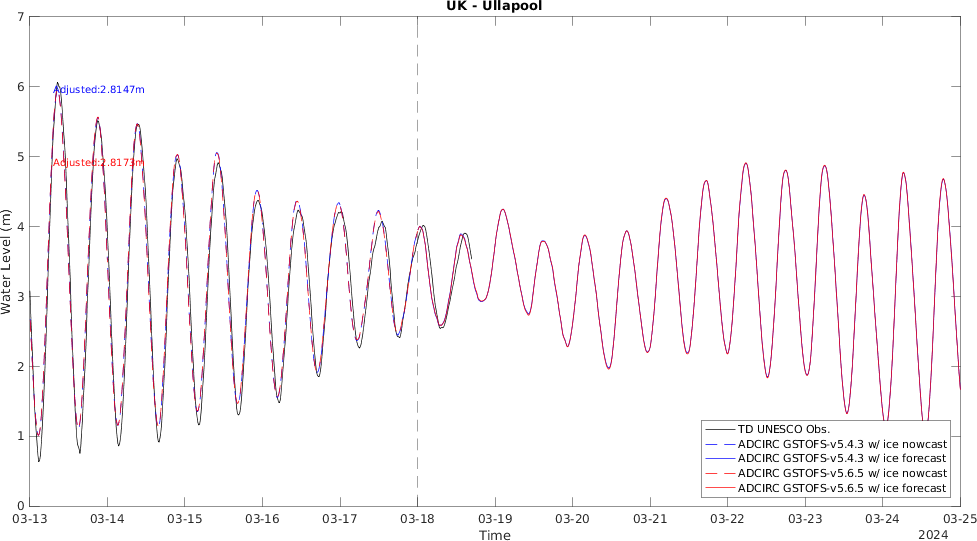 UK - Ullapool
7
6
5
4
3
2
1
0
Water Level (m)
Adjusted:2.8147m
Adjusted:2.8173m
TD UNESCO Obs.
ADCIRC GSTOFS-v5.4.3 w/ ice nowcast
ADCIRC GSTOFS-v5.4.3 w/ ice forecast
ADCIRC GSTOFS-v5.6.5 w/ ice nowcast
ADCIRC GSTOFS-v5.6.5 w/ ice forecast
03-13 03-14 03-15 03-16 03-17 03-18 03-19 03-20 03-21 03-22 03-23 03-24 03-25
Time
2024